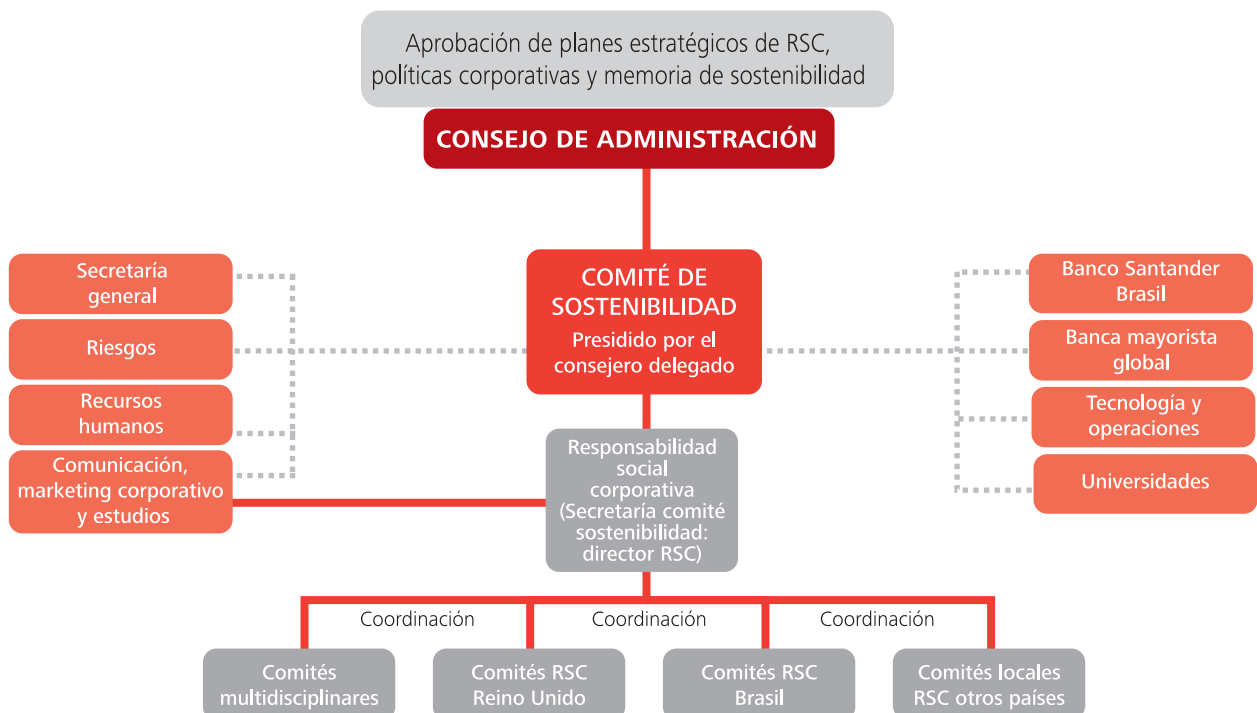 Aprobación de planes estratégicos de RSC,
políticas corporativas y memoria de sostenibilidad
CONSEJO DE ADMINISTRACIÓN
COMITÉ DE
SOSTENIBILIDAD
Presidido por el
consejero delegado
Secretaría
general
Riesgos
Recursos
humanos
Comunicación,
marketing corporativo
y estudios
Banco Santander
Brasil
Banca mayorista
global
Tecnología y
operaciones
Universidades
Responsabilidad
social
corporativa
(Secretaría comité
sostenibilidad:
director RSC)
Coordinación
Coordinación
Coordinación
Comités
multidisciplinares
Comités RSC
Reino Unido
Comités RSC
Brasil
Comités locales
RSC otros países